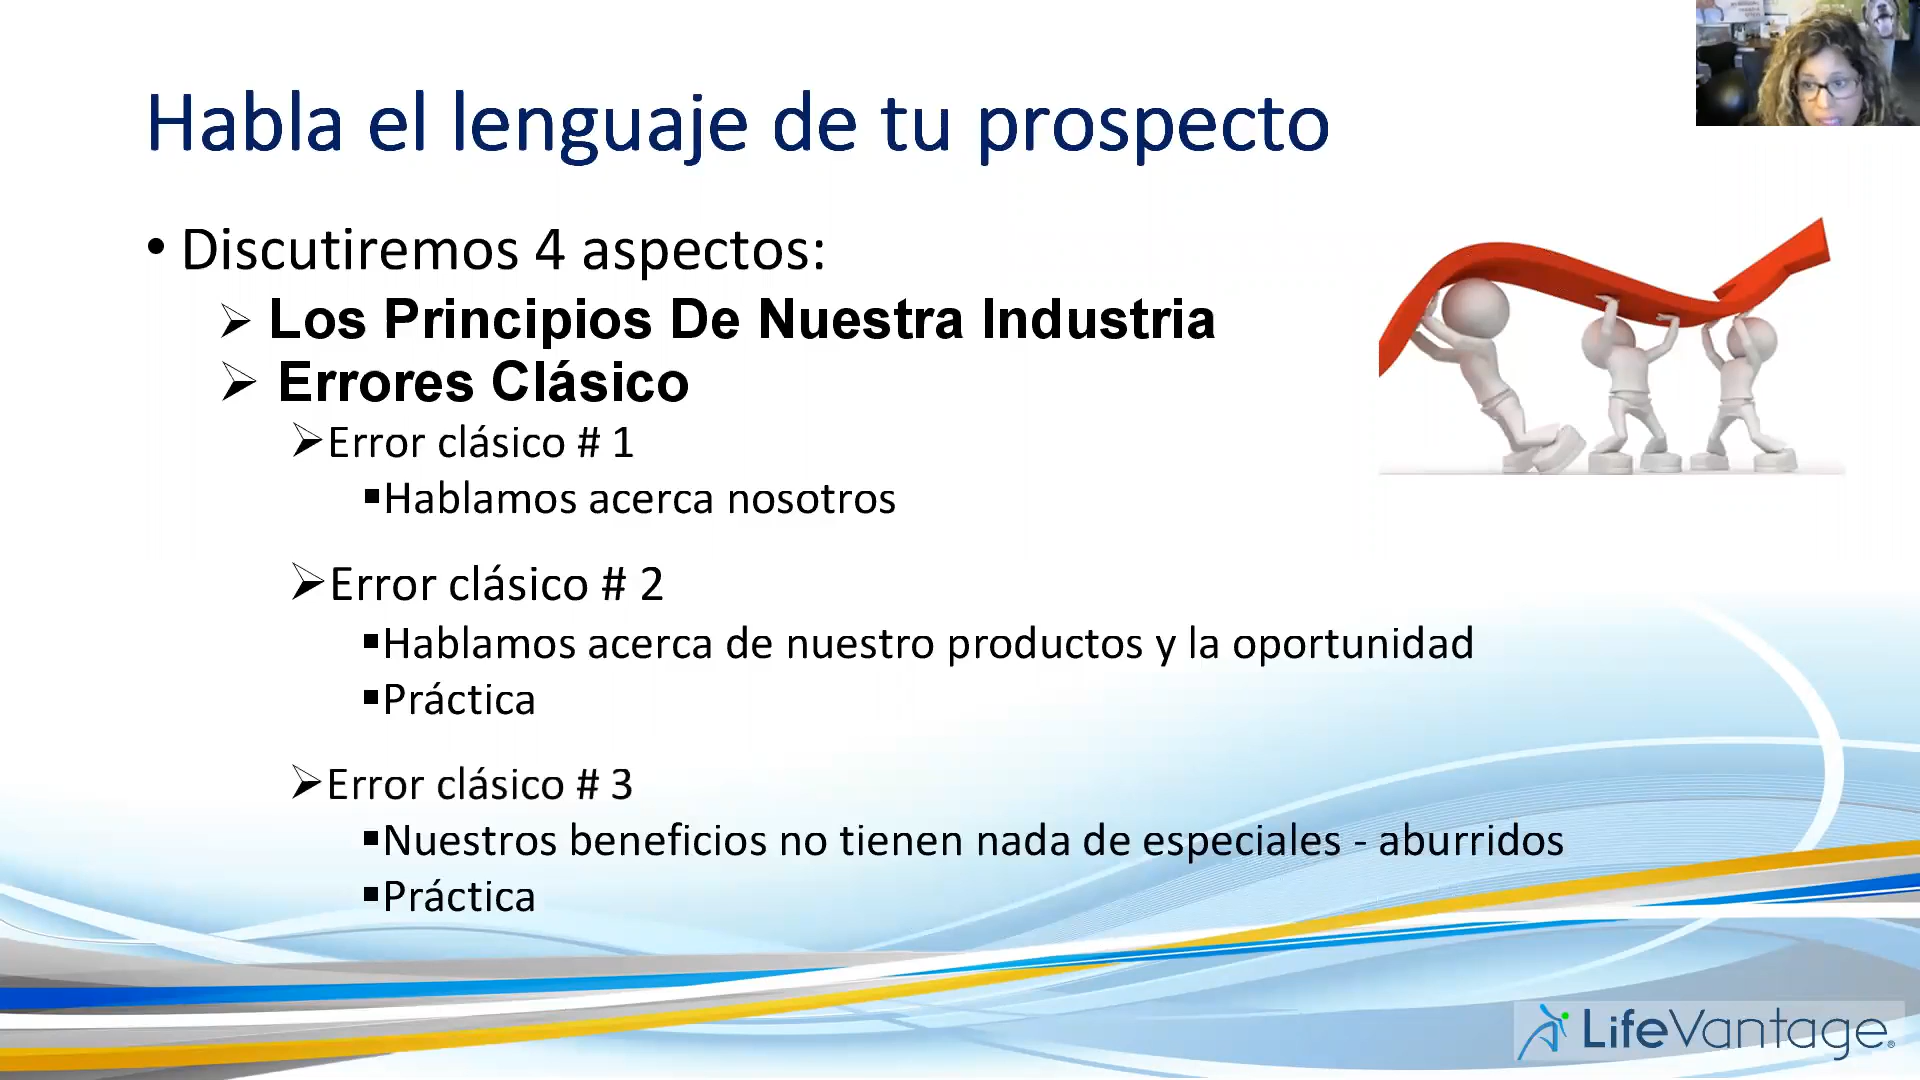 Habla el lenguaje de tu prospecto
• Discutiremos 4 aspectos:
➢ Los Principios De Nuestra Industria
➢ Errores Clásico
➢Error clásico # 1
▪Hablamos acerca nosotros
➢Error clásico # 2
▪Hablamos acerca de nuestro productos y la oportunidad
▪Práctica
➢Error clásico # 3
▪Nuestros beneficios no tienen nada de especiales - aburridos
▪Práctica
LifeVantage®